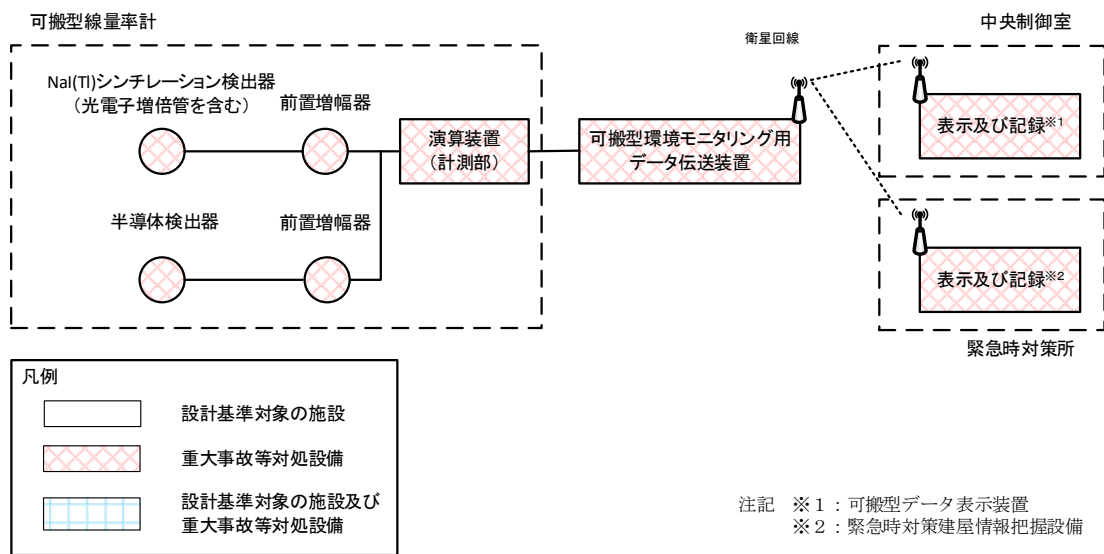 可搬型線量率計
NaI(Tl)シンチレーション検出器
（光電子増倍管を含む）
前置増幅器
半導体検出器
前置増幅器
演算装置
（計測部）
可搬型環境モニタリング用
データ伝送装置
衛星回線
中央制御室
表示及び記録※1
表示及び記録※2
緊急時対策所
凡例
設計基準対象の施設
重大事故等対処設備
設計基準対象の施設及び
重大事故等対処設備
注記　※１：可搬型データ表示装置
※２：緊急時対策建屋情報把握設備